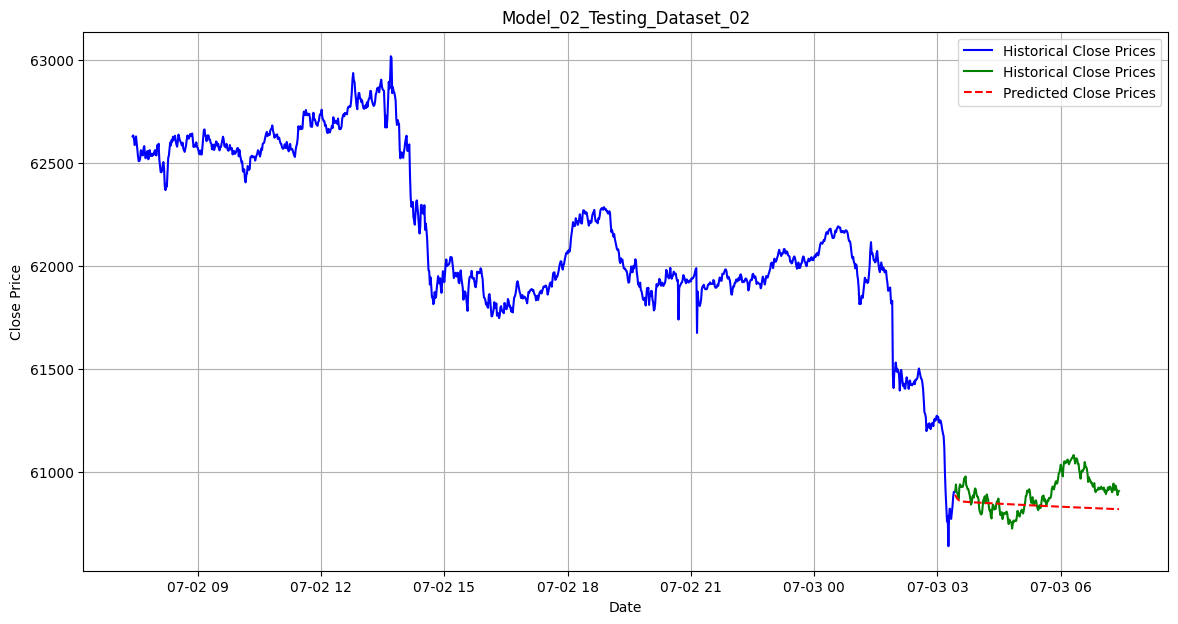 Model_02_Testing_Dataset_02
Historical Close Prices
Historical Close Prices
Predicted Close Prices
Close Price
63000
62500
62000
61500
61000
07-02 09
07-02 12
07-02 15
07-02 18
07-02 21
07-03 00
07-03 03
07-03 06
Date